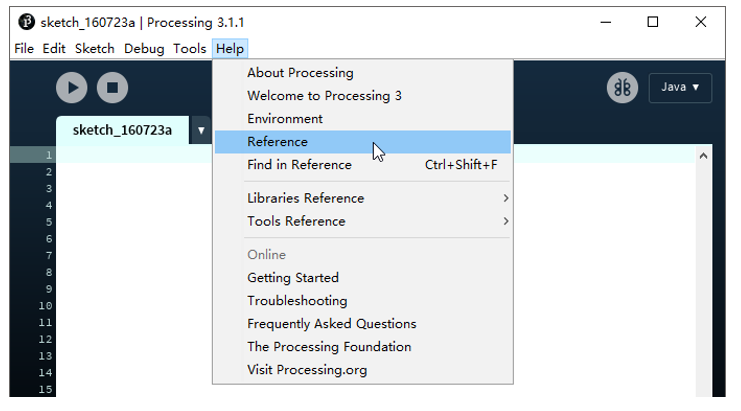 sketch_160723a | Processing 3.1.1
File Edit Sketch Debug Tools Help
Java ▼
sketch_160723a ▼
About Processing
Welcome to Processing 3
Environment
Reference
Find in Reference Ctrl+Shift+F
Libraries Reference
Tools Reference
Online
Getting Started
Troubleshooting
Frequently Asked Questions
The Processing Foundation
Visit Processing.org
1
2
3
4
5
6
7
8
9
10
11
12
13
14
15